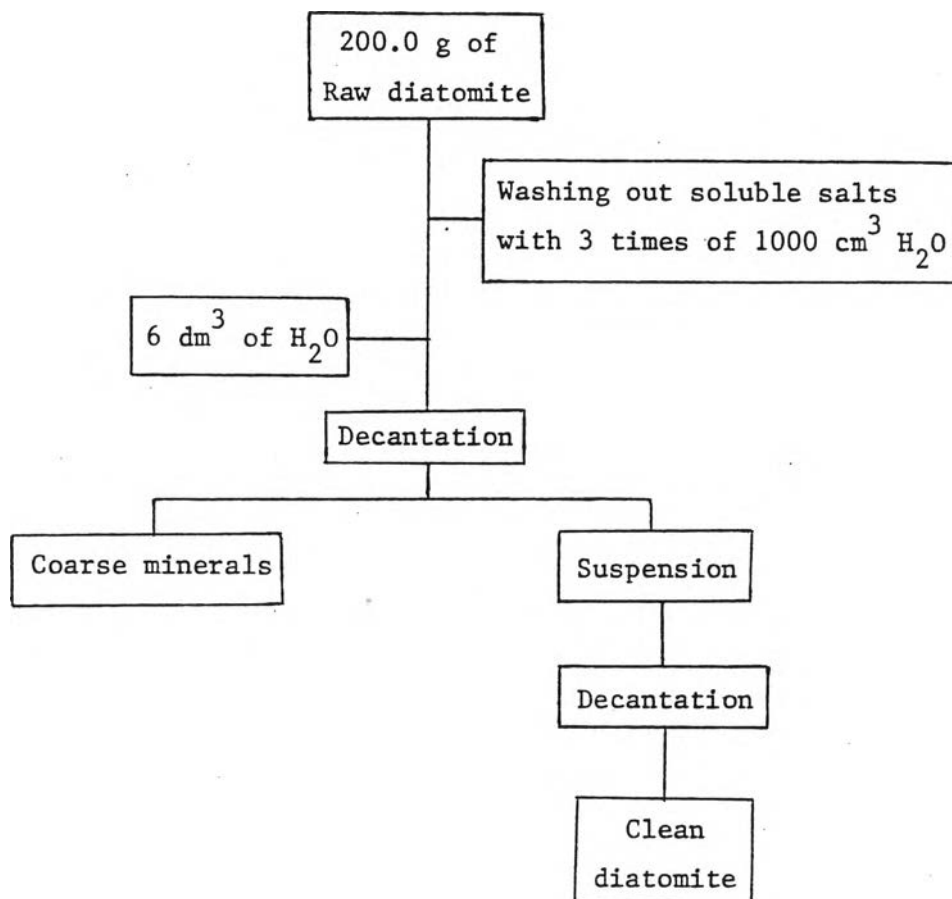 200.0 g of
Raw diatomite
Washing out soluble salts
with 3 times of 1000 cm³ H₂O
6 dm³ of H₂O
Decantation
Coarse minerals
Suspension
Decantation
Clean
diatomite